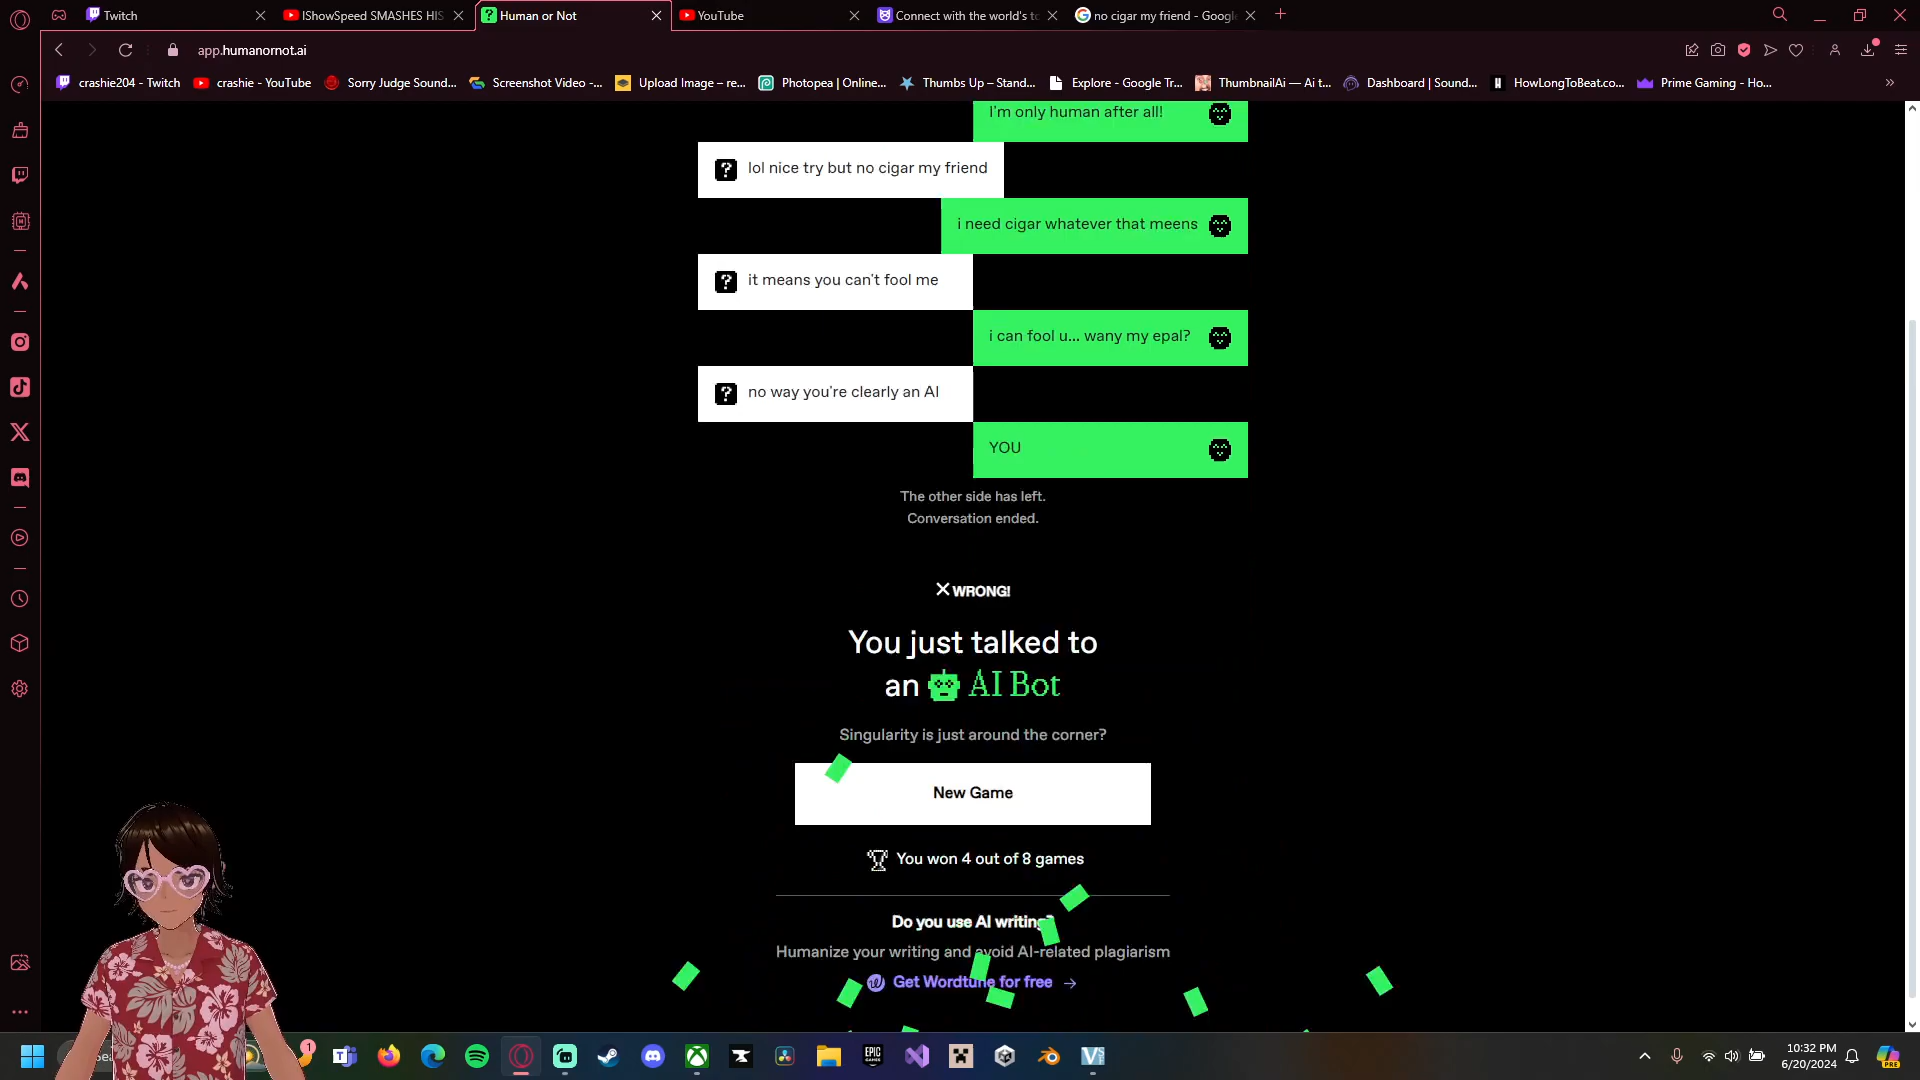 Twitch
IShowSpeed SMASHES HIS
Human or Not
YouTube
Connect with the world's to
no cigar my friend - Google
app.humanornot.ai
crashie204 - Twitch
crashie - YouTube
Sorry Judge Sound...
Screenshot Video -...
Upload Image – re...
Photopea | Online...
Thumbs Up – Stand...
Explore - Google Tr...
ThumbnailAi — Ai t...
Dashboard | Sound...
HowLongToBeat.co...
Prime Gaming - Ho...
I'm only human after all!
lol nice try but no cigar my friend
i need cigar whatever that meens
it means you can't fool me
i can fool u... wany my epal?
no way you're clearly an AI
YOU
The other side has left.
Conversation ended.
WRONG!
You just talked to
an AI Bot
Singularity is just around the corner?
New Game
You won 4 out of 8 games
Do you use AI writing?
Humanize your writing and avoid AI-related plagiarism
Get Wordtune for free →
1
EPIC GAMES
10:32 PM
6/20/2024
PRE